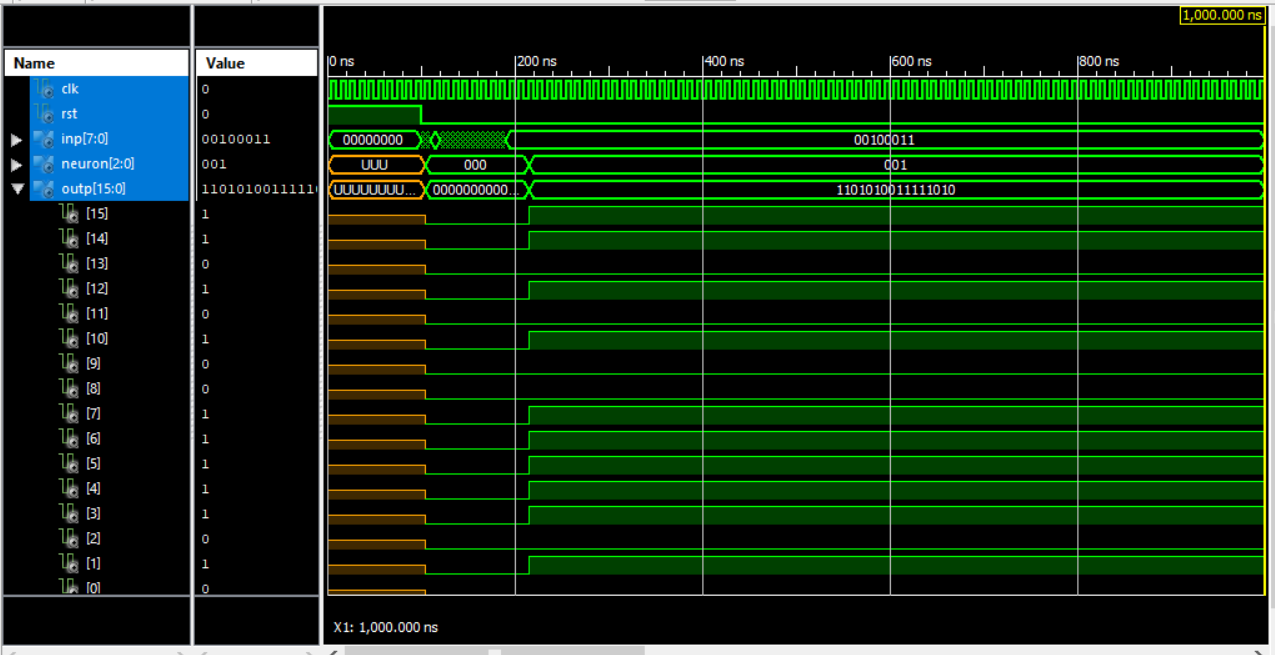 1,000.000 ns
Name Value 0 ns 200 ns 400 ns 600 ns 800 ns
clk 0
rst 0
inp[7:0] 00100011 00000000 00100011
neuron[2:0] 001 UUU 000 001
outp[15:0] 1101010011111 UUUUUUUU... 0000000000... 1101010011111010
[15] 1
[14] 1
[13] 0
[12] 1
[11] 0
[10] 1
[9] 0
[8] 0
[7] 1
[6] 1
[5] 1
[4] 1
[3] 1
[2] 0
[1] 1
[0] 0
X1: 1,000.000 ns